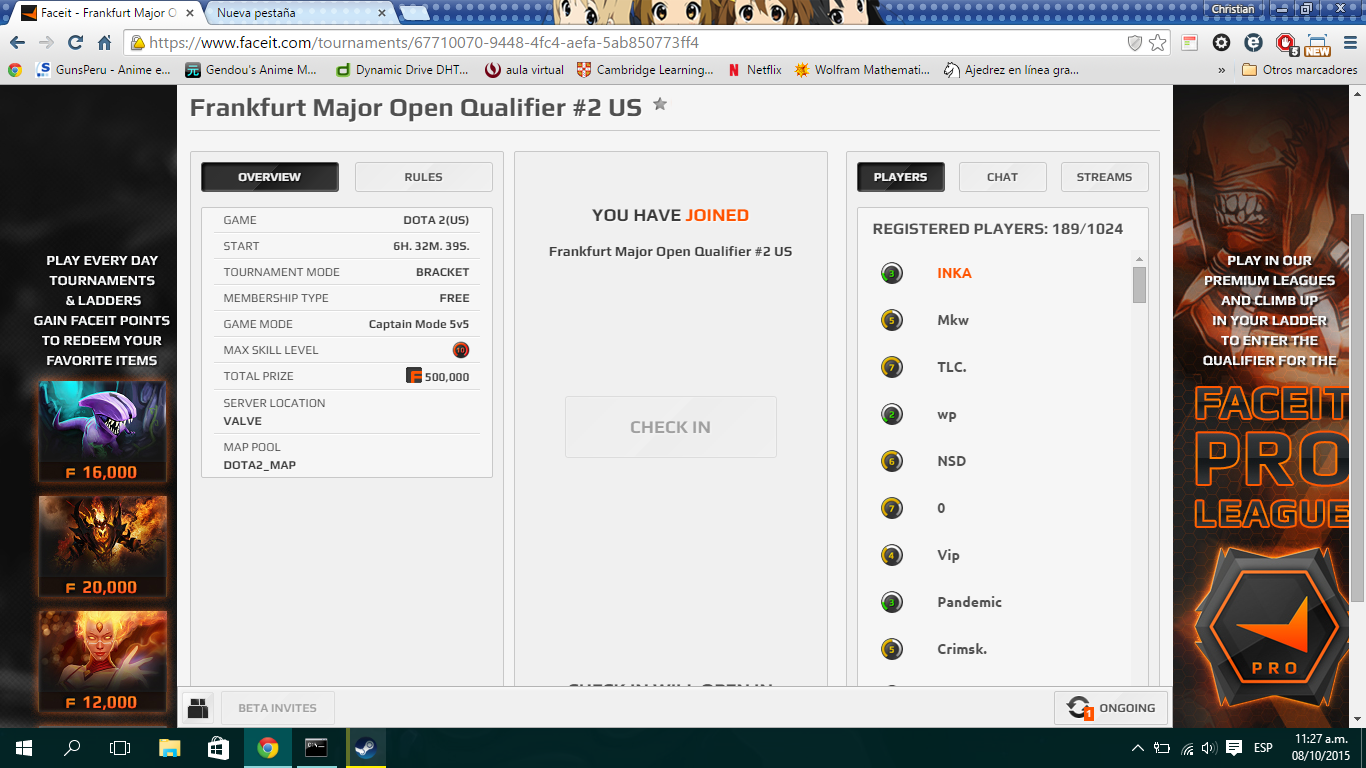 Faceit - Frankfurt Major O
Nueva pestaña
Christian
https://www.faceit.com/tournaments/67710070-9448-4fc4-aefa-5ab850773ff4
5
NEW
GunsPeru - Anime e...
Gendou's Anime M...
Dynamic Drive DHT...
aula virtual
Cambridge Learning...
Netflix
Wolfram Mathemati...
Ajedrez en línea gra...
»
Otros marcadores
Frankfurt Major Open Qualifier #2 US
OVERVIEW
RULES
GAME DOTA 2(US)
START 6H. 32M. 39S.
TOURNAMENT MODE BRACKET
MEMBERSHIP TYPE FREE
GAME MODE Captain Mode 5v5
MAX SKILL LEVEL 10
TOTAL PRIZE F 500,000
SERVER LOCATION
VALVE
MAP POOL
DOTA2_MAP
YOU HAVE JOINED
Frankfurt Major Open Qualifier #2 US
CHECK IN
CHECK IN WILL OPEN IN
PLAYERS
CHAT
STREAMS
REGISTERED PLAYERS: 189/1024
3 INKA
5 Mkw
7 TLC.
2 wp
6 NSD
7 0
4 Vip
3 Pandemic
5 Crimsk.
PLAY EVERY DAY
TOURNAMENTS
& LADDERS
GAIN FACEIT POINTS
TO REDEEM YOUR
FAVORITE ITEMS
F 16,000
F 20,000
F 12,000
PLAY IN OUR
PREMIUM LEAGUES
AND CLIMB UP
IN YOUR LADDER
TO ENTER THE
QUALIFIER FOR THE
FACEIT
PRO
LEAGUE
PRO
BETA INVITES
1 ONGOING
ESP
11:27 a.m.
08/10/2015